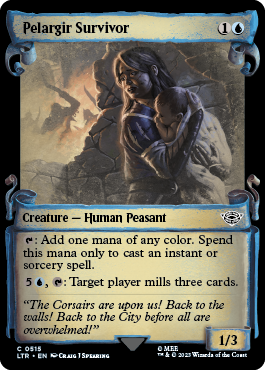 Pelargir Survivor 1
Creature — Human Peasant
: Add one mana of any color. Spend
this mana only to cast an instant or
sorcery spell.
5 , : Target player mills three cards.
“The Corsairs are upon us! Back to the
walls! Back to the City before all are
overwhelmed!”
1/3
C 0515
LTR • EN Craig J Spearing
© MEE
™ & © 2023 Wizards of the Coast